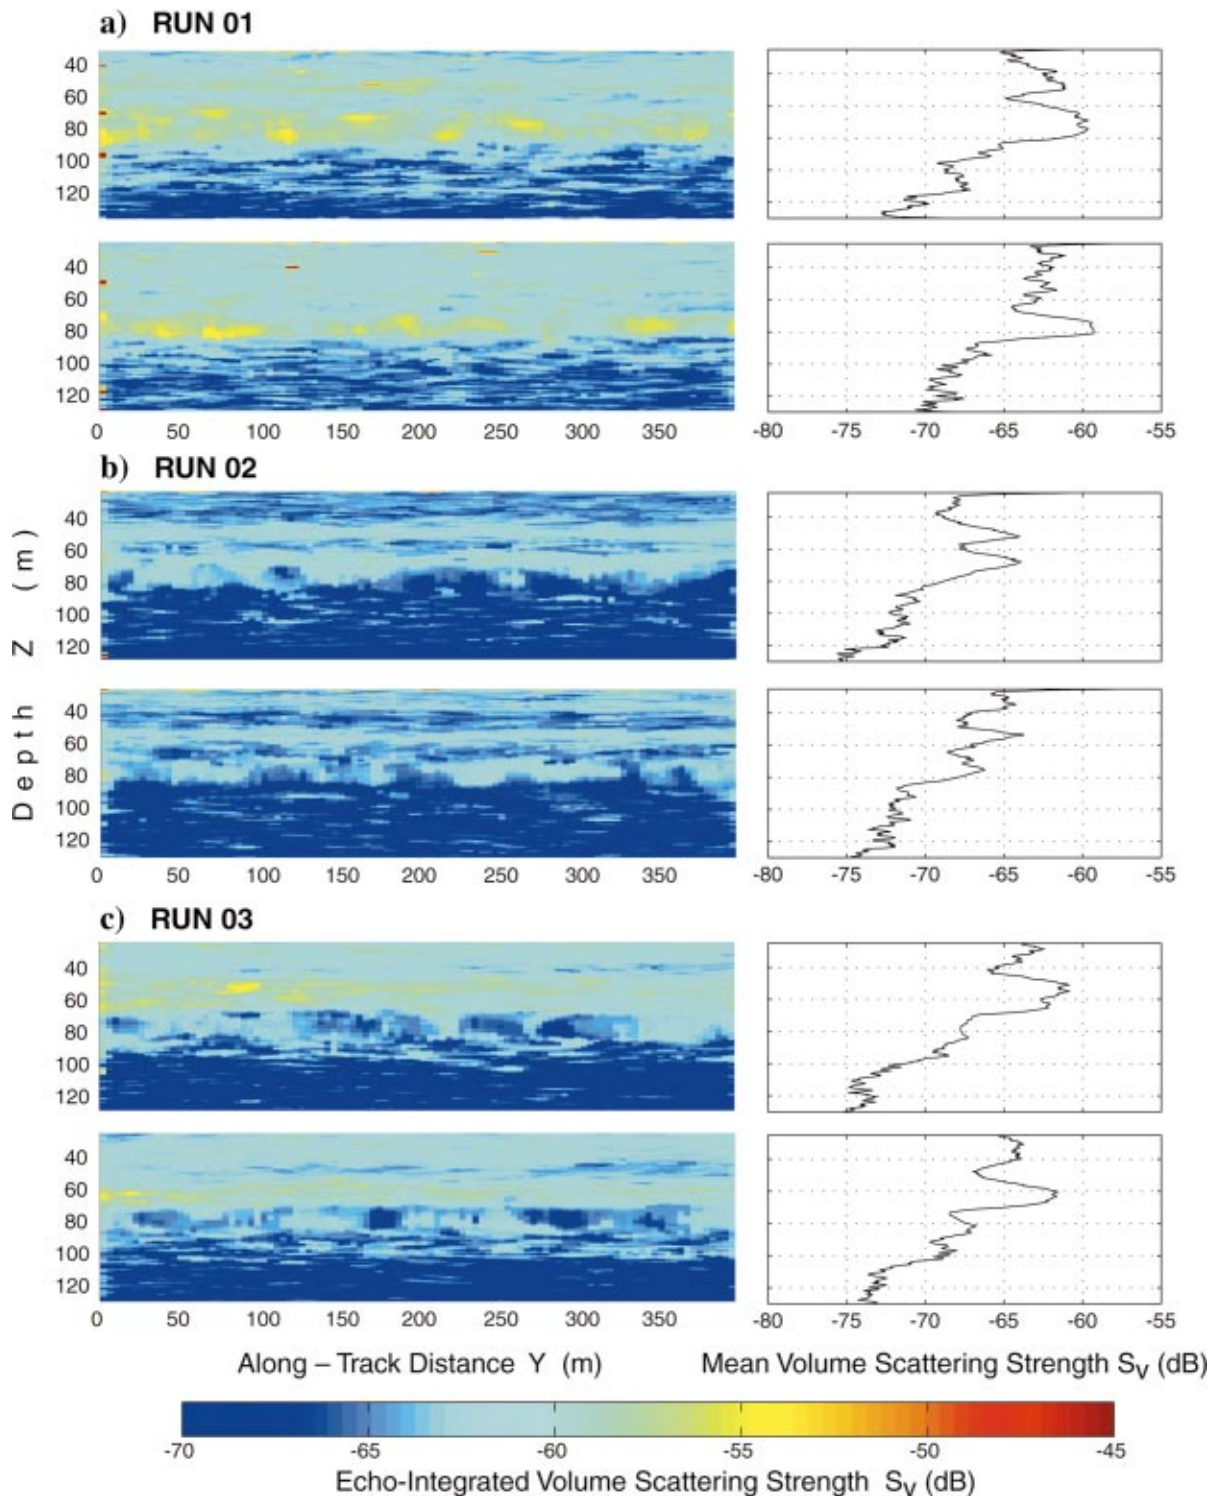 a) RUN 01
40
60
80
100
120
40
60
80
100
120
0 50 100 150 200 250 300 350
-80 -75 -70 -65 -60 -55
b) RUN 02
40
60
80
100
120
40
60
80
100
120
0 50 100 150 200 250 300 350
-80 -75 -70 -65 -60 -55
Depth Z (m)
c) RUN 03
40
60
80
100
120
40
60
80
100
120
0 50 100 150 200 250 300 350
-80 -75 -70 -65 -60 -55
Along – Track Distance Y (m)
Mean Volume Scattering Strength SV (dB)
-70 -65 -60 -55 -50 -45
Echo-Integrated Volume Scattering Strength SV (dB)